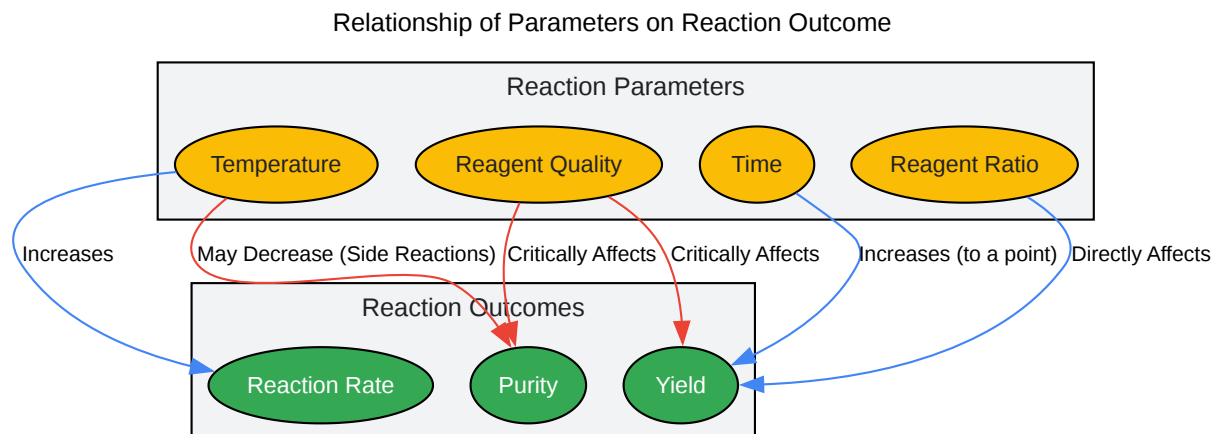 Relationship of Parameters on Reaction Outcome
Reaction Parameters
Temperature
Reagent Quality
Time
Reagent Ratio
Increases
May Decrease (Side Reactions)
Critically Affects
Critically Affects
Increases (to a point)
Directly Affects
Reaction Outcomes
Reaction Rate
Purity
Yield